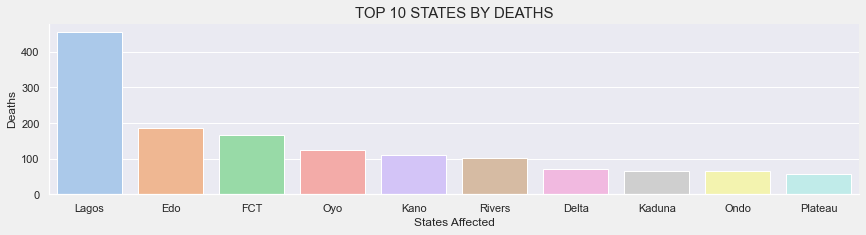 TOP 10 STATES BY DEATHS
400
300
200
100
0
Deaths
Lagos Edo FCT Oyo Kano Rivers Delta Kaduna Ondo Plateau
States Affected